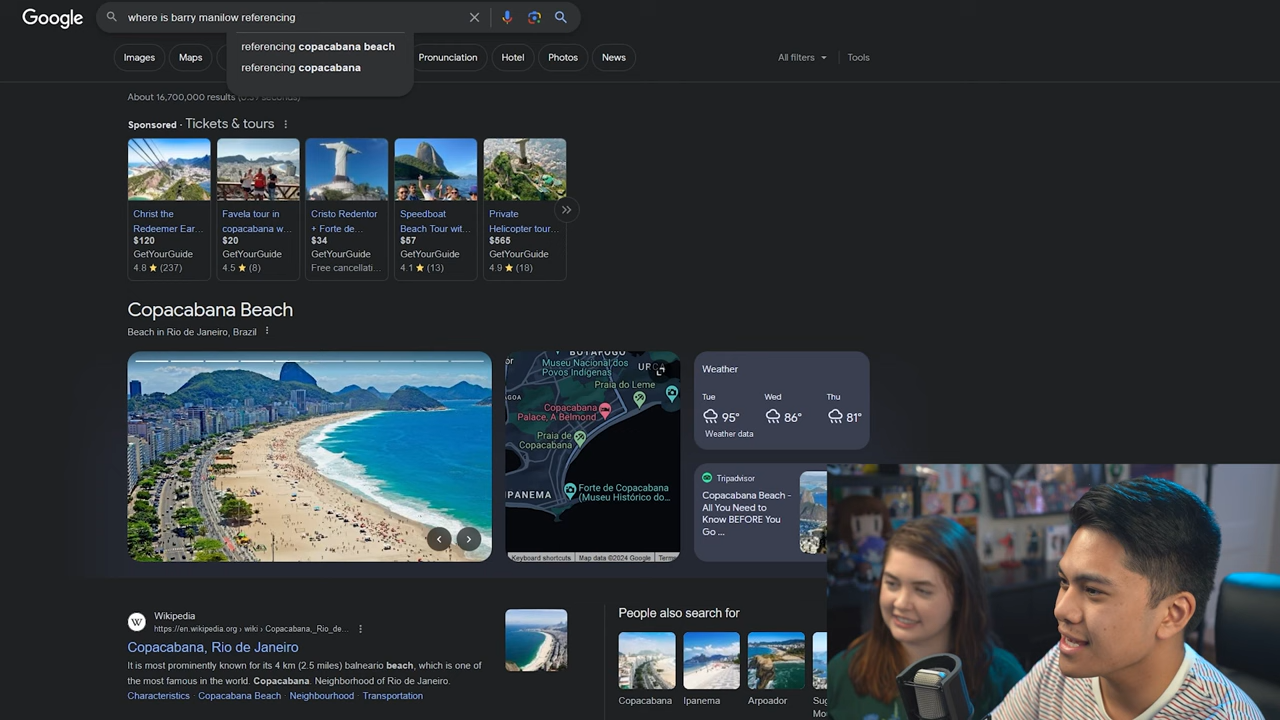 Google
where is barry manilow referencing
referencing copacabana beach
referencing copacabana
Images
Maps
Pronunciation
Hotel
Photos
News
All filters
Tools
About 16,700,000 results
Sponsored · Tickets & tours
Christ the
Redeemer Ear...
$120
GetYourGuide
4.8 ★ (237)
Favela tour in
copacabana w...
$20
GetYourGuide
4.5 ★ (8)
Cristo Redentor
+ Forte de...
$34
GetYourGuide
Free cancellati...
Speedboat
Beach Tour wit...
$57
GetYourGuide
4.1 ★ (13)
Private
Helicopter tour...
$565
GetYourGuide
4.9 ★ (18)
Copacabana Beach
Beach in Rio de Janeiro, Brazil
BOTAFOGO
Museu Nacional dos
Povos Indígenas
URCA
Praia do Leme
Copacabana
Palace, A Belmond
Praia de
Copacabana
IPANEMA
Forte de Copacabana
(Museu Histórico do...
Keyboard shortcuts
Map data ©2024 Google
Terms
Weather
Tue
Wed
Thu
95°
86°
81°
Weather data
Tripadvisor
Copacabana Beach -
All You Need to
Know BEFORE You
Go ...
W
Wikipedia
https://en.wikipedia.org › wiki › Copacabana,_Rio_de...
Copacabana, Rio de Janeiro
It is most prominently known for its 4 km (2.5 miles) balneario beach, which is one of
the most famous in the world. Copacabana. Neighborhood of Rio de Janeiro.
Characteristics · Copacabana Beach · Neighbourhood · Transportation
People also search for
Copacabana
Ipanema
Arpoador